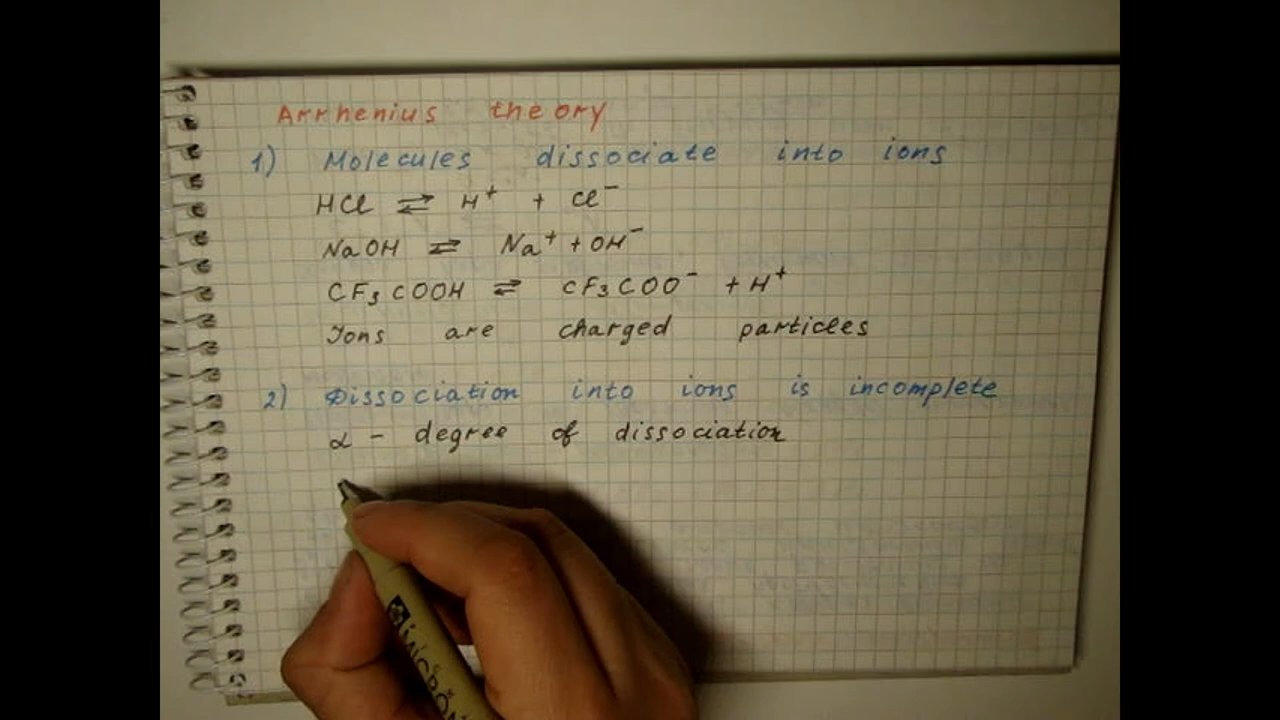 Arrhenius theory
1) Molecules dissociate into ions
HCl ⇄ H⁺ + Cl⁻
NaOH ⇄ Na⁺ + OH⁻
CF₃COOH ⇄ CF₃COO⁻ + H⁺
Ions are charged particles
2) Dissociation into ions is incomplete
α - degree of dissociation
MICRON